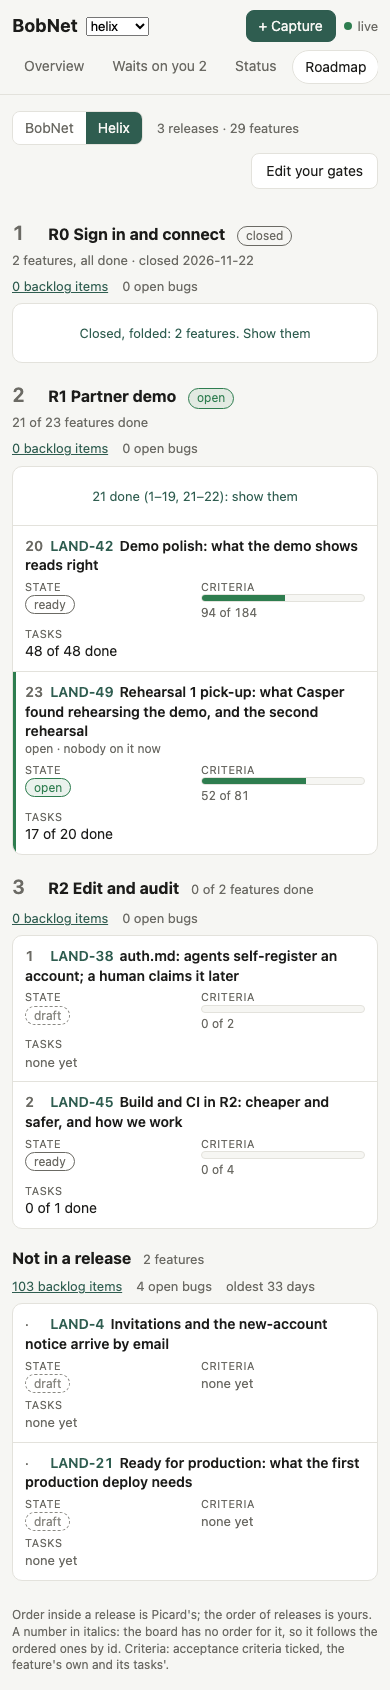 BobNet helix + Capture live
Overview Waits on you 2 Status Roadmap
BobNet Helix 3 releases · 29 features
Edit your gates
1 R0 Sign in and connect closed
2 features, all done · closed 2026-11-22
0 backlog items 0 open bugs
Closed, folded: 2 features. Show them
2 R1 Partner demo open
21 of 23 features done
0 backlog items 0 open bugs
21 done (1–19, 21–22): show them
20 LAND-42 Demo polish: what the demo shows
reads right
STATE CRITERIA
ready
94 of 184
TASKS
48 of 48 done
23 LAND-49 Rehearsal 1 pick-up: what Casper
found rehearsing the demo, and the second
rehearsal
open · nobody on it now
STATE CRITERIA
open
52 of 81
TASKS
17 of 20 done
3 R2 Edit and audit 0 of 2 features done
0 backlog items 0 open bugs
1 LAND-38 auth.md: agents self-register an
account; a human claims it later
STATE CRITERIA
draft
0 of 2
TASKS
none yet
2 LAND-45 Build and CI in R2: cheaper and
safer, and how we work
STATE CRITERIA
ready
0 of 4
TASKS
0 of 1 done
Not in a release 2 features
103 backlog items 4 open bugs oldest 33 days
· LAND-4 Invitations and the new-account
notice arrive by email
STATE CRITERIA
draft none yet
TASKS
none yet
· LAND-21 Ready for production: what the first
production deploy needs
STATE CRITERIA
draft none yet
TASKS
none yet
Order inside a release is Picard's; the order of releases is yours.
A number in italics: the board has no order for it, so it follows the
ordered ones by id. Criteria: acceptance criteria ticked, the
feature's own and its tasks'.